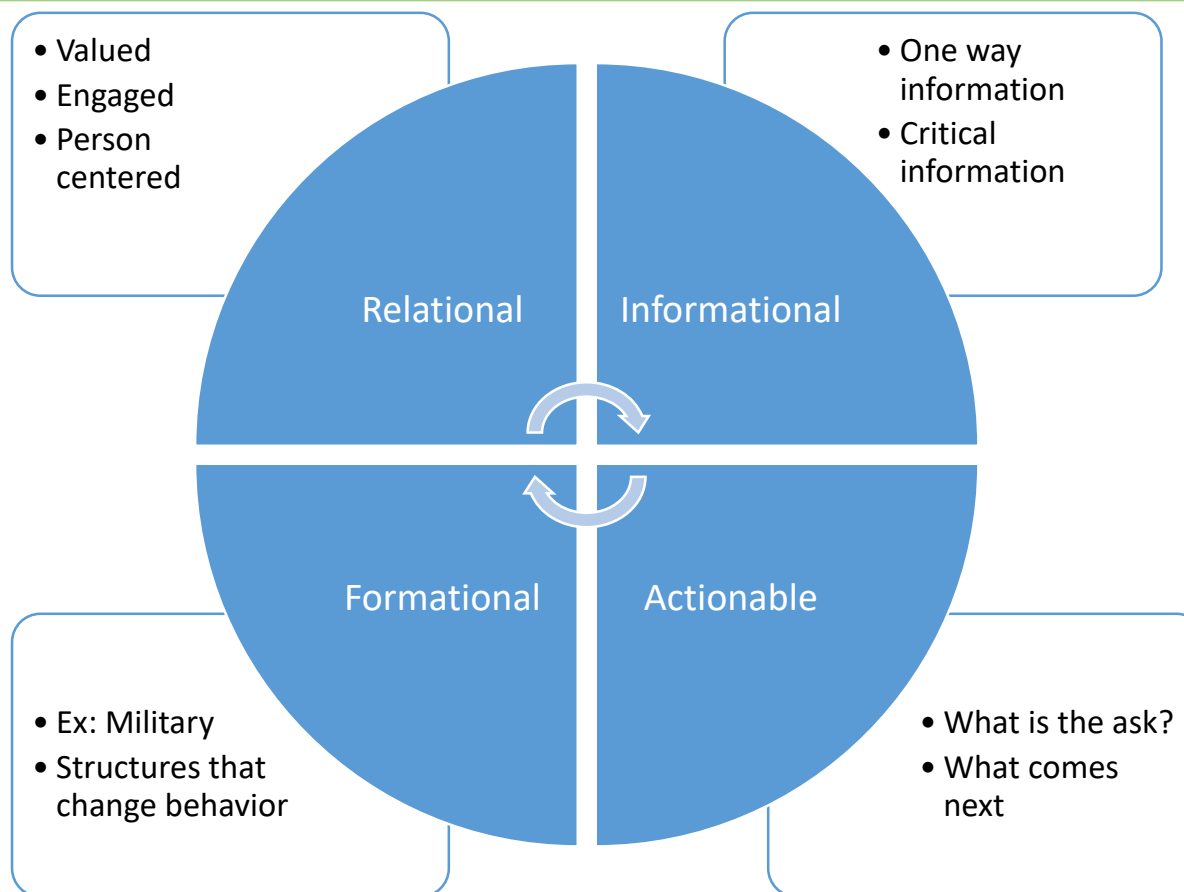 • Valued
• Engaged
• Person
centered
• One way
information
• Critical
information
Relational
Informational
Formational
Actionable
• Ex: Military
• Structures that
change behavior
• What is the ask?
• What comes
next